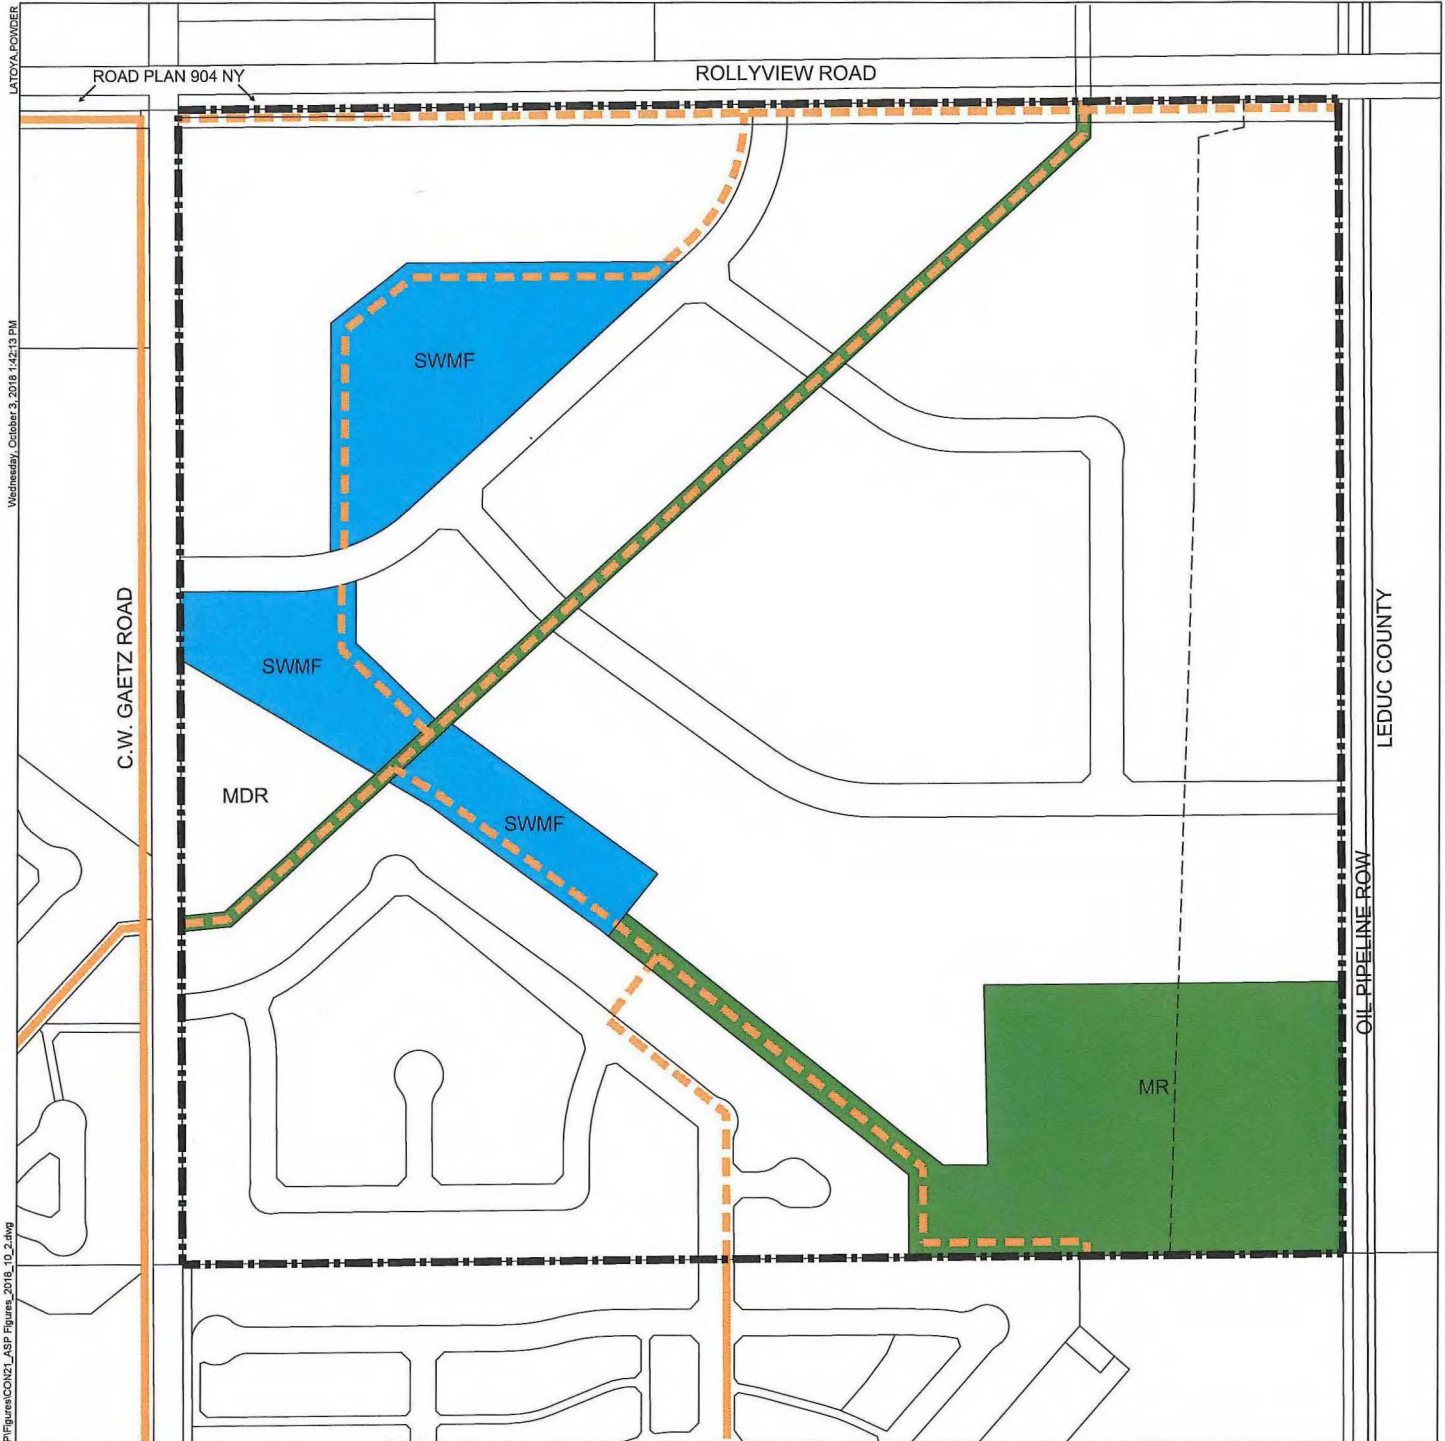 LATOYA.POWDER
ROAD PLAN 904 NY
ROLLYVIEW ROAD
Wednesday, October 3, 2018 1:42:13 PM
SWMF
C.W. GAETZ ROAD
LEDUC COUNTY
SWMF
MDR
SWMF
OIL PIPELINE ROW
MR
P\Figures\CON21_ASP Figures_2018_10_2.dwg